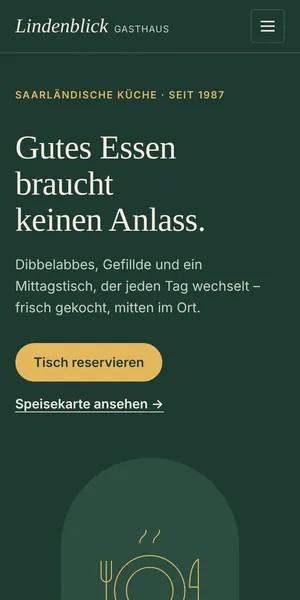 Lindenblick GASTHAUS
SAARLÄNDISCHE KÜCHE · SEIT 1987
Gutes Essen
braucht
keinen Anlass.
Dibbelabbes, Gefillde und ein
Mittagstisch, der jeden Tag wechselt –
frisch gekocht, mitten im Ort.
Tisch reservieren
Speisekarte ansehen →